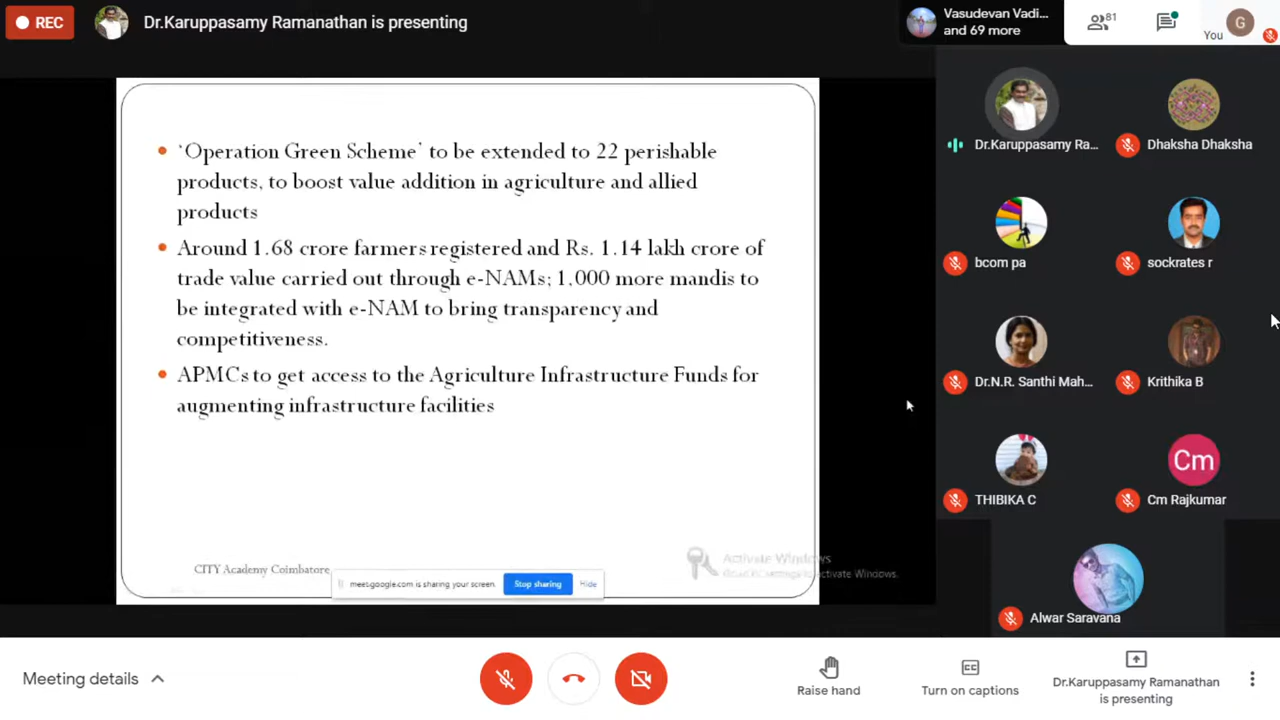 REC
Dr.Karuppasamy Ramanathan is presenting
Vasudevan Vadi...
and 69 more
81
You
G
‘Operation Green Scheme’ to be extended to 22 perishable
products, to boost value addition in agriculture and allied
products
Around 1.68 crore farmers registered and Rs. 1.14 lakh crore of
trade value carried out through e-NAMs; 1,000 more mandis to
be integrated with e-NAM to bring transparency and
competitiveness.
APMCs to get access to the Agriculture Infrastructure Funds for
augmenting infrastructure facilities
CITY Academy Coimbatore
meet.google.com is sharing your screen.
Stop sharing
Hide
Activate Windows
activate Windows.
Dr.Karuppasamy Ra...
Dhaksha Dhaksha
bcom pa
sockrates r
Dr.N.R. Santhi Mah...
Krithika B
THIBIKA C
Cm
Cm Rajkumar
Alwar Saravana
Meeting details
Raise hand
Turn on captions
Dr.Karuppasamy Ramanathan
is presenting